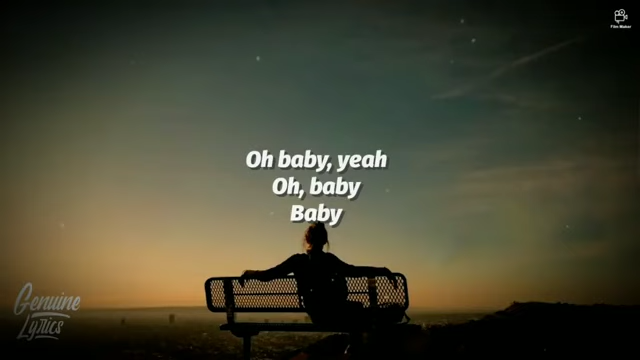 Film Maker
Oh baby, yeah
Oh, baby
Baby
Genuine
Lyrics